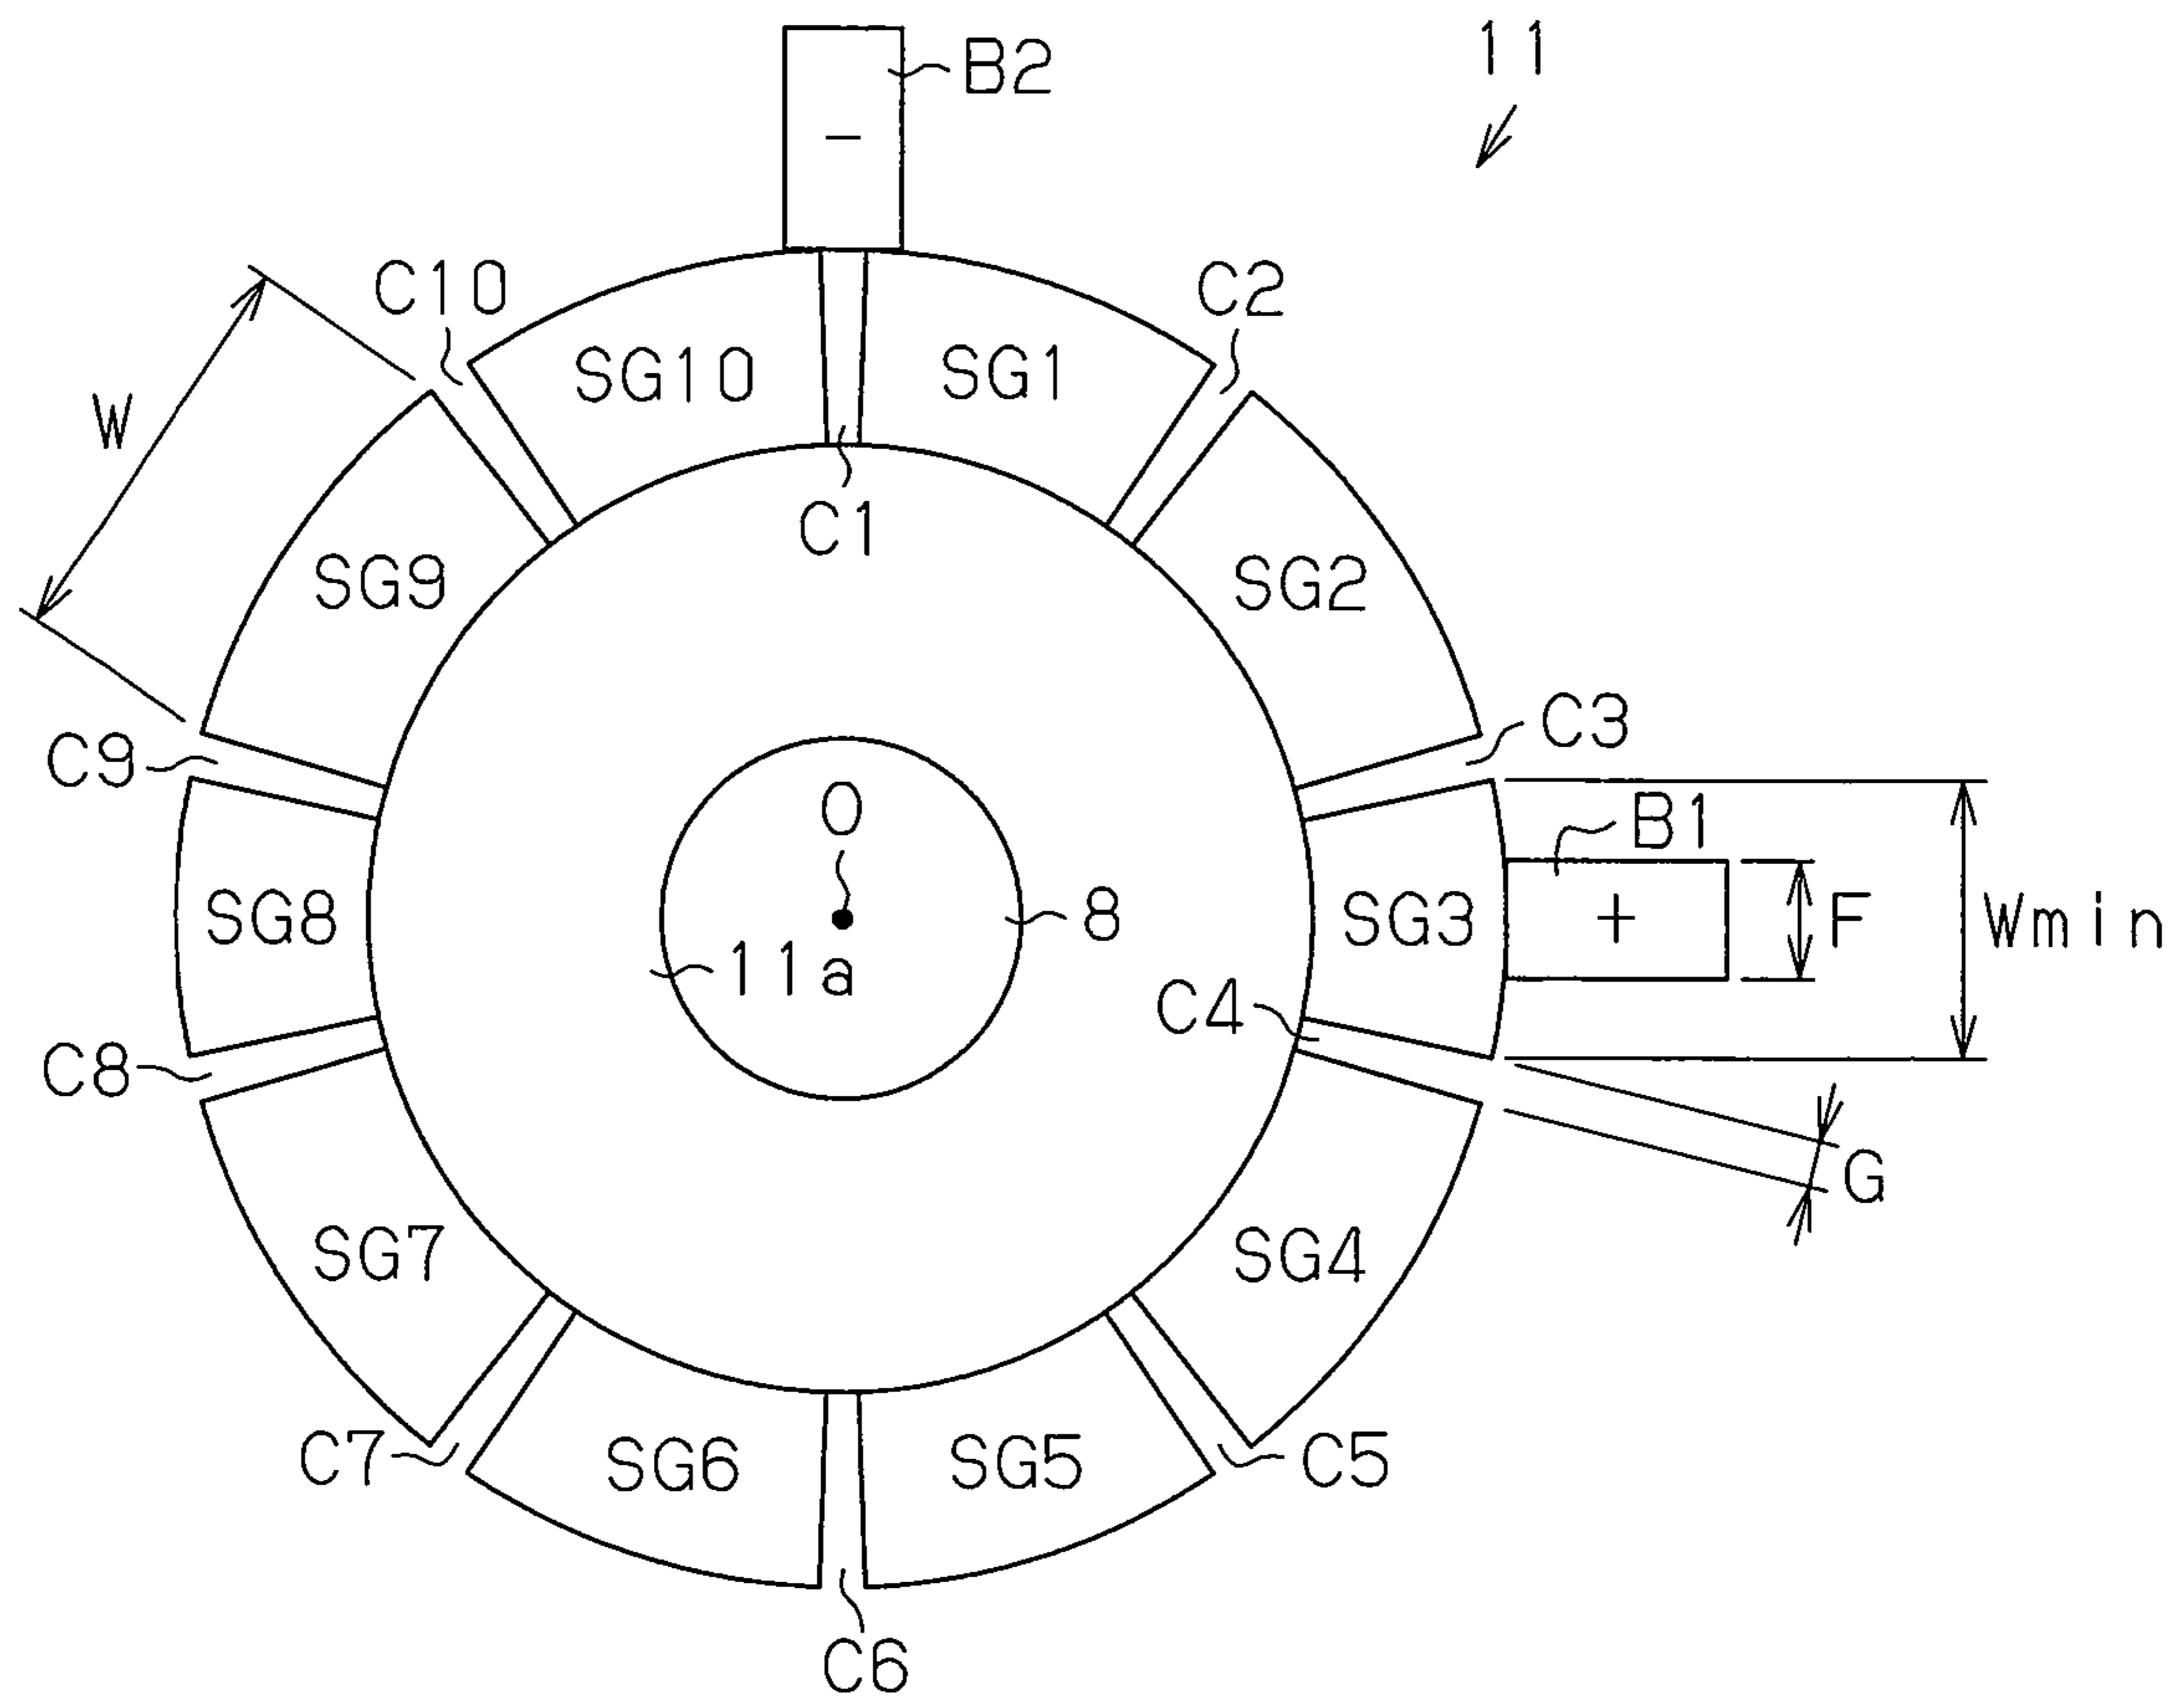 11
B2
−
C10
C2
SG10
SG1
W
C1
SG9
SG2
C3
C9
O
B1
SG8
8
SG3
+
F
Wmin
11a
C4
C8
G
SG7
SG4
C7
SG6
SG5
C5
C6